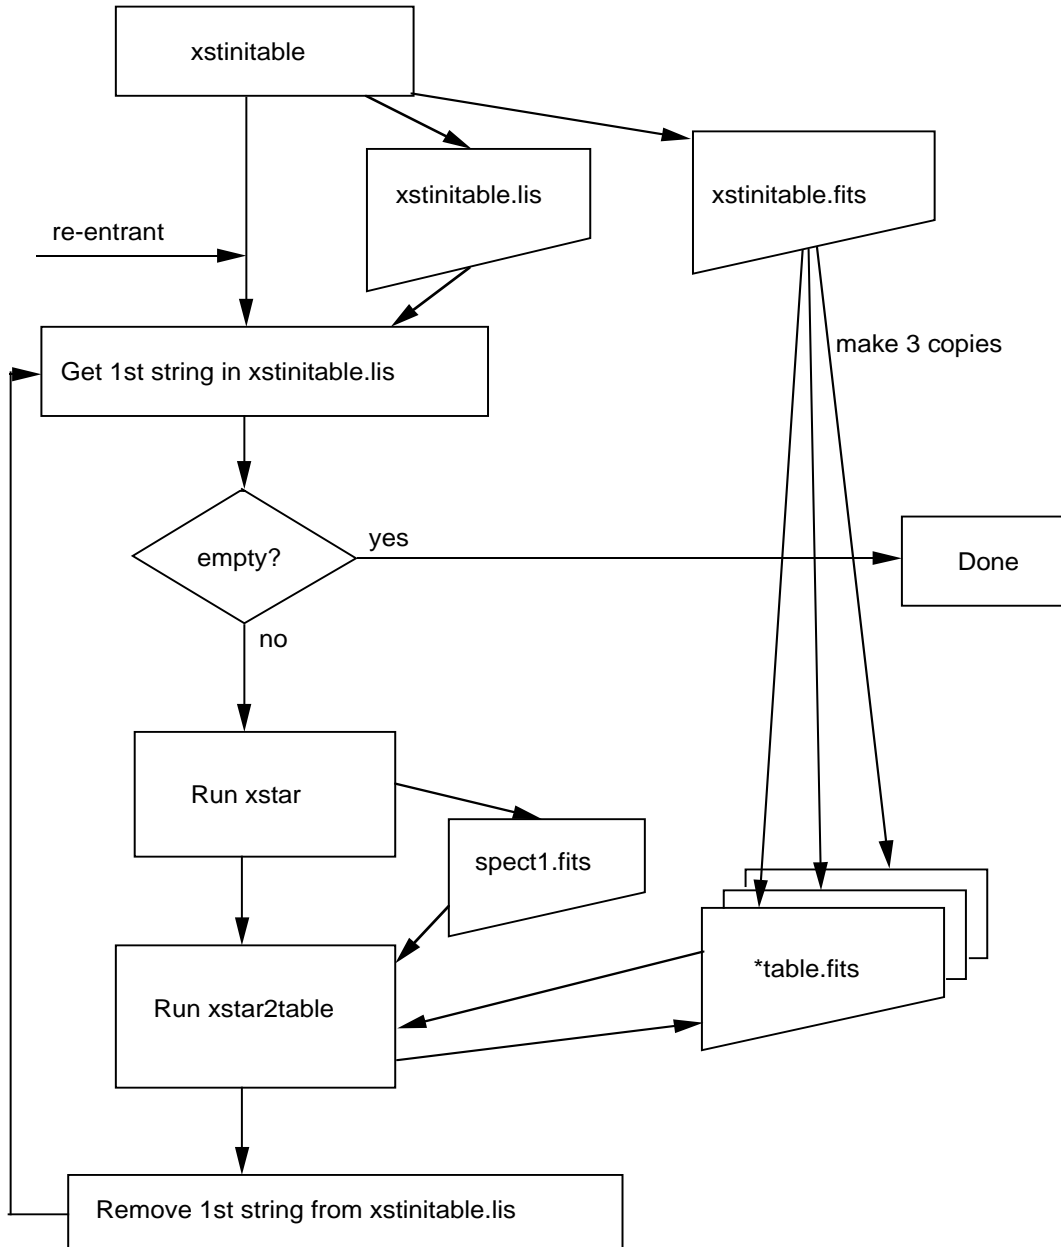 xstinitable
xstinitable.lis
xstinitable.fits
re-entrant
make 3 copies
Get 1st string in xstinitable.lis
yes
empty?
Done
no
Run xstar
spect1.fits
*table.fits
Run xstar2table
Remove 1st string from xstinitable.lis